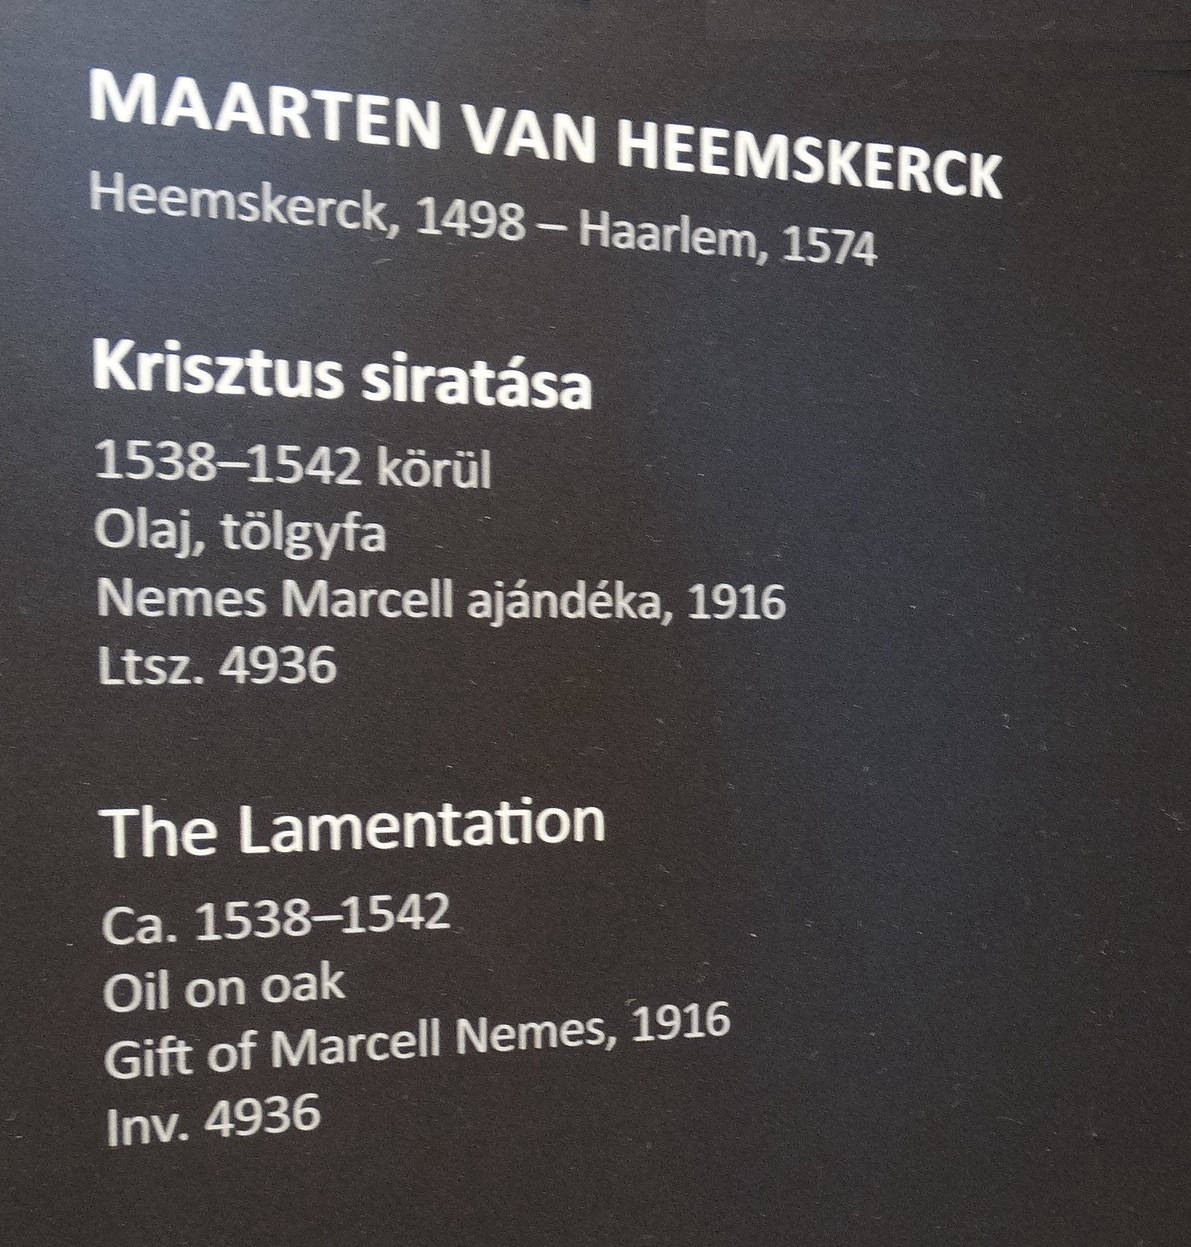 MAARTEN VAN HEEMSKERCK
Heemskerck, 1498 – Haarlem, 1574
Krisztus siratása
1538–1542 körül
Olaj, tölgyfa
Nemes Marcell ajándéka, 1916
Ltsz. 4936
The Lamentation
Ca. 1538–1542
Oil on oak
Gift of Marcell Nemes, 1916
Inv. 4936